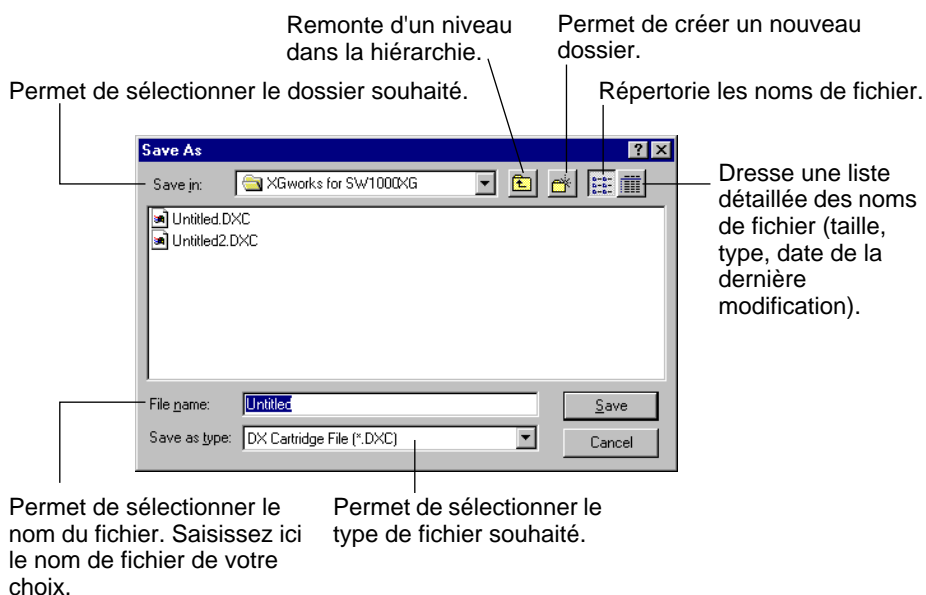 Remonte d'un niveau
dans la hiérarchie.
Permet de créer un nouveau
dossier.
Permet de sélectionner le dossier souhaité.
Répertorie les noms de fichier.
Save As
Save in:
XGworks for SW1000XG
Untitled.DXC
Untitled2.DXC
Dresse une liste
détaillée des noms
de fichier (taille,
type, date de la
dernière
modification).
File name:
Untitled
Save
Save as type:
DX Cartridge File (*.DXC)
Cancel
Permet de sélectionner le
nom du fichier. Saisissez ici
le nom de fichier de votre
choix.
Permet de sélectionner le
type de fichier souhaité.